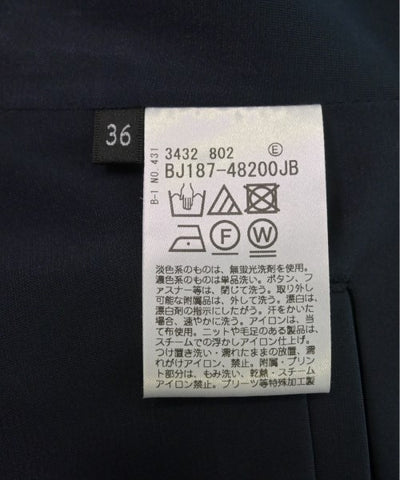 36
B-1 NO.431
3432 802 E
BJ187-48200JB
F W
淡色系のものは、無蛍光洗剤を使用。
濃色系のものは単品洗い。ボタン、フ
ァスナー等は、閉じて洗う。取り外し
可能な附属品は、外して洗う。漂白は、
漂白剤の指示にしたがう。汗をかいた
場合、速やかに洗う。アイロンは、当
て布使用。ニットや毛足のある製品は、
スチームでの浮かしアイロン仕上げ。
つけ置き洗い・濡れたままの放置、濡
れがけアイロン禁止。附属・プリン
ト部分は、もみ洗い、乾熱・スチーム
アイロン禁止。プリーツ等特殊加工製